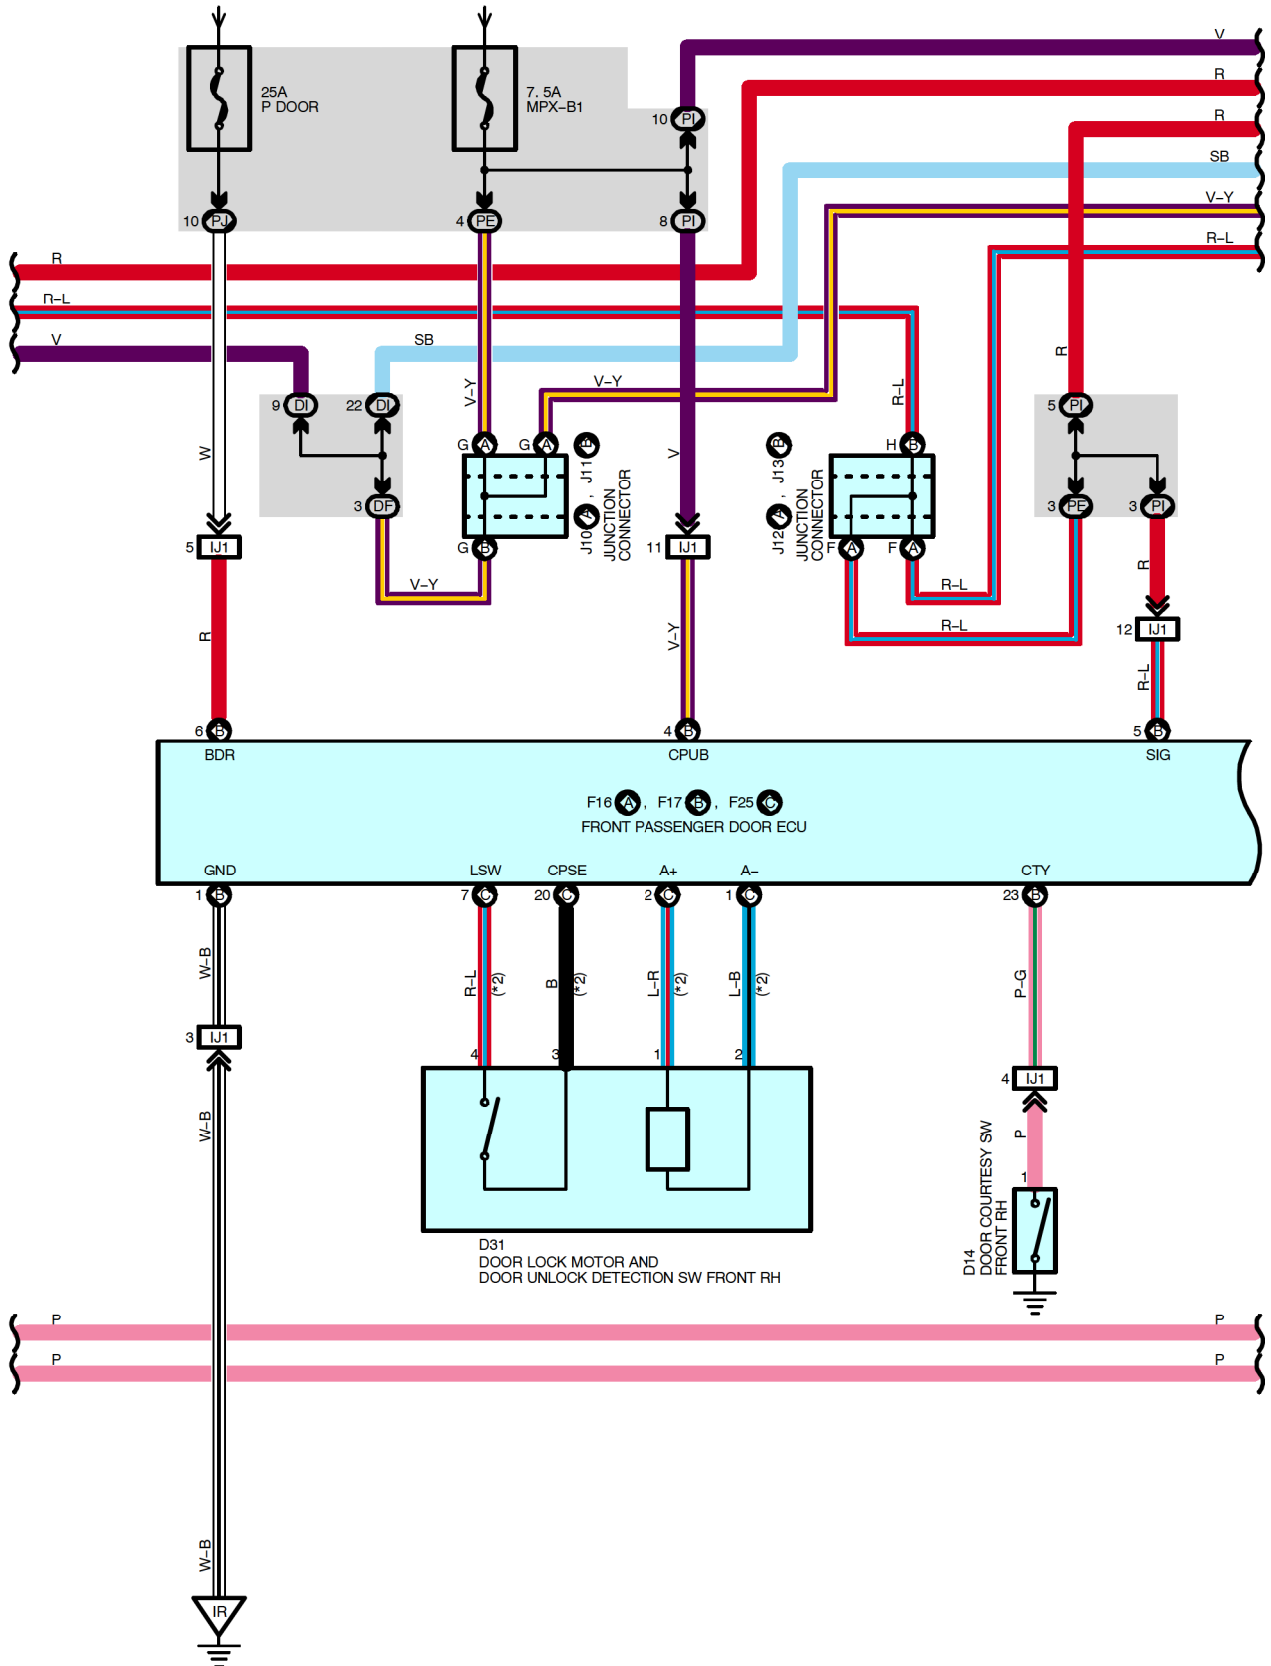 V
R
R
SB
V-Y
R-L
25A
P DOOR
7. 5A
MPX-B1
10 PI
10 PJ
4 PE
8 PI
R
R-L
V
SB
V-Y
9 DI
22 DI
3 DF
W
V-Y
G A
G A
G B
J10 A , J11 B
JUNCTION
CONNECTOR
V
J12 A , J13 B
JUNCTION
CONNECTOR
R-L
H B
F A
F A
R
5 PI
3 PE
3 PI
5 IJ1
11 IJ1
V-Y
R-L
R-L
R
12 IJ1
R
V-Y
R-L
6 B
4 B
5 B
BDR
CPUB
SIG
F16 A , F17 B , F25 C
FRONT PASSENGER DOOR ECU
GND
LSW
CPSE
A+
A-
CTY
1 B
7 C
20 C
2 C
1 C
23 B
W-B
R-L
(*2)
B
(*2)
L-R
(*2)
L-B
(*2)
P-G
3 IJ1
4
3
1
2
4 IJ1
W-B
P
1
D14
DOOR COURTESY SW
FRONT RH
D31
DOOR LOCK MOTOR AND
DOOR UNLOCK DETECTION SW FRONT RH
P
P
P
P
W-B
IR